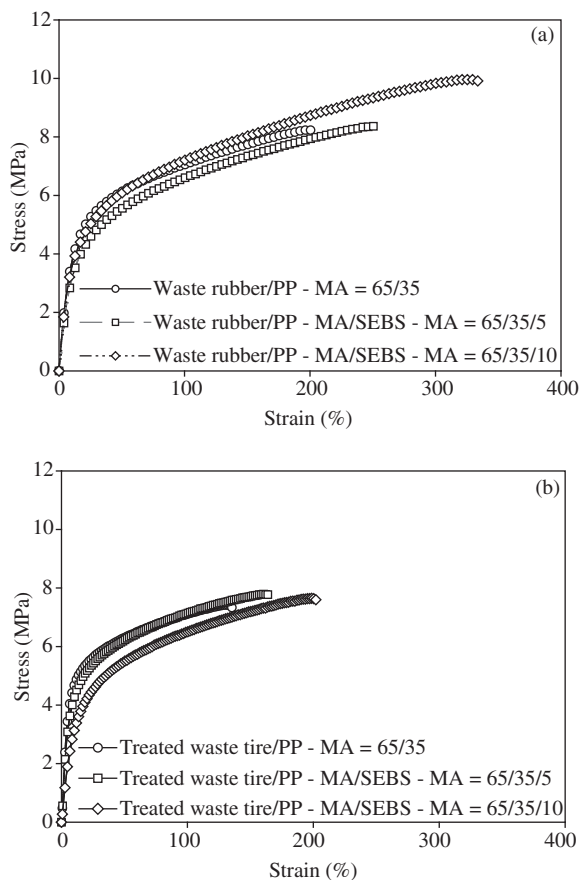 (a)
12
10
8
6
4
2
0
Stress (MPa)
Waste rubber/PP - MA = 65/35
Waste rubber/PP - MA/SEBS - MA = 65/35/5
Waste rubber/PP - MA/SEBS - MA = 65/35/10
0 100 200 300 400
Strain (%)
(b)
12
10
8
6
4
2
0
Stress (MPa)
Treated waste tire/PP - MA = 65/35
Treated waste tire/PP - MA/SEBS - MA = 65/35/5
Treated waste tire/PP - MA/SEBS - MA = 65/35/10
0 100 200 300 400
Strain (%)